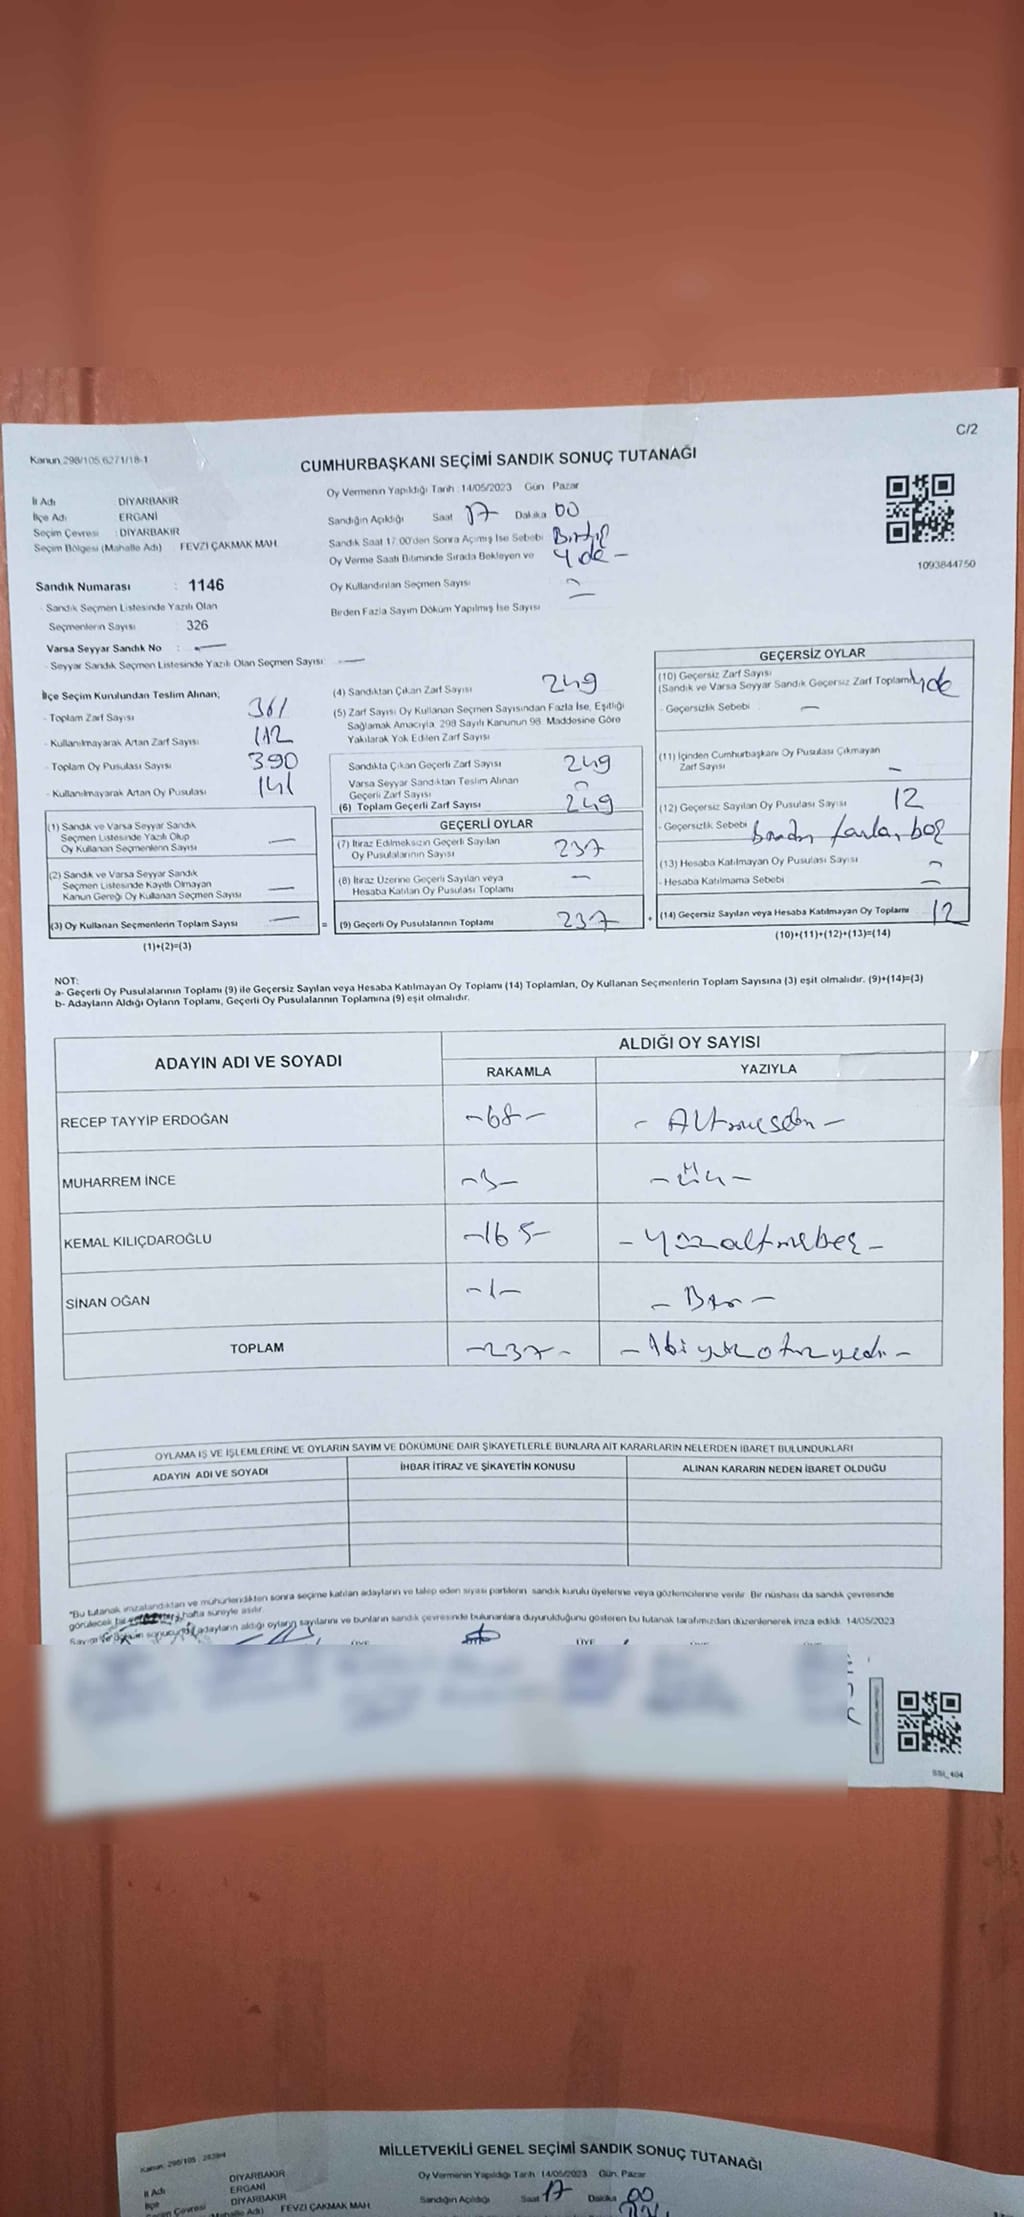 C/2
Kanun 298/105,6271/18-1
CUMHURBAŞKANI SEÇİMİ SANDIK SONUÇ TUTANAĞI
İl Adı DİYARBAKIR
İlçe Adı ERGANİ
Seçim Çevresi : DİYARBAKIR
Seçim Bölgesi (Mahalle Adı) FEVZİ ÇAKMAK MAH.
Sandık Numarası : 1146
- Sandık Seçmen Listesinde Yazılı Olan
Seçmenlerin Sayısı : 326
Varsa Seyyar Sandık No : —
- Seyyar Sandık Seçmen Listesinde Yazılı Olan Seçmen Sayısı: —
Oy Vermenin Yapıldığı Tarih : 14/05/2023 Gün Pazar
Sandığın Açıldığı Saat 17 Dakika 00
Sandık Saat 17:00'den Sonra Açımış İse Sebebi
Oy Verme Saati Bitiminde Sırada Bekleyen ve
Oy Kullandırılan Seçmen Sayısı
Birden Fazla Sayım Döküm Yapılmış İse Sayısı
1093844750
İlçe Seçim Kurulundan Teslim Alınan;
- Toplam Zarf Sayısı 361
- Kullanılmayarak Artan Zarf Sayısı 112
- Toplam Oy Pusulası Sayısı 390
- Kullanılmayarak Artan Oy Pusulası 141
(1) Sandık ve Varsa Seyyar Sandık
Seçmen Listesinde Yazılı Olup
Oy Kullanan Seçmenlerin Sayısı —
(2) Sandık ve Varsa Seyyar Sandık
Seçmen Listesinde Kayıtlı Olmayan
Kanun Gereği Oy Kullanan Seçmen Sayısı —
(3) Oy Kullanan Seçmenlerin Toplam Sayısı —
(1)+(2)=(3)
(4) Sandıktan Çıkan Zarf Sayısı 249
(5) Zarf Sayısı Oy Kullanan Seçmen Sayısından Fazla İse, Eşitliği
Sağlamak Amacıyla, 298 Sayılı Kanunun 98. Maddesine Göre
Yakılarak Yok Edilen Zarf Sayısı
Sandıkta Çıkan Geçerli Zarf Sayısı 249
Varsa Seyyar Sandıktan Teslim Alınan
Geçerli Zarf Sayısı
(6) Toplam Geçerli Zarf Sayısı 249
GEÇERLİ OYLAR
(7) İtiraz Edilmeksizin Geçerli Sayılan
Oy Pusulalarının Sayısı 237
(8) İtiraz Üzerine Geçerli Sayılan veya
Hesaba Katılan Oy Pusulası Toplamı —
= (9) Geçerli Oy Pusulalarının Toplamı 237
GEÇERSİZ OYLAR
(10) Geçersiz Zarf Sayısı
(Sandık ve Varsa Seyyar Sandık Geçersiz Zarf Toplamı) yok
- Geçersizlik Sebebi —
(11) İçinden Cumhurbaşkanı Oy Pusulası Çıkmayan
Zarf Sayısı —
(12) Geçersiz Sayılan Oy Pusulası Sayısı 12
- Geçersizlik Sebebi birden fazla, boş
(13) Hesaba Katılmayan Oy Pusulası Sayısı —
- Hesaba Katılmama Sebebi —
+ (14) Geçersiz Sayılan veya Hesaba Katılmayan Oy Toplamı 12
(10)+(11)+(12)+(13)=(14)
NOT:
a- Geçerli Oy Pusulalarının Toplamı (9) ile Geçersiz Sayılan veya Hesaba Katılmayan Oy Toplamı (14) Toplamları, Oy Kullanan Seçmenlerin Toplam Sayısına (3) eşit olmalıdır. (9)+(14)=(3)
b- Adayların Aldığı Oyların Toplamı, Geçerli Oy Pusulalarının Toplamına (9) eşit olmalıdır.
ADAYIN ADI VE SOYADI ALDIĞI OY SAYISI
RAKAMLA YAZIYLA
RECEP TAYYİP ERDOĞAN -68- - Altmışsekiz -
MUHARREM İNCE -3- - Üç -
KEMAL KILIÇDAROĞLU -165- - Yüzaltmışbeş -
SİNAN OĞAN -1- - Bir -
TOPLAM -237- - İkiyüzotuzyedi -
OYLAMA İŞ VE İŞLEMLERİNE VE OYLARIN SAYIM VE DÖKÜMÜNE DAİR ŞİKAYETLERLE BUNLARA AİT KARARLARIN NELERDEN İBARET BULUNDUKLARI
ADAYIN ADI VE SOYADI İHBAR İTİRAZ VE ŞİKAYETİN KONUSU ALINAN KARARIN NEDEN İBARET OLDUĞU
"Bu tutanak imzalandıktan ve mühürlendikten sonra seçime katılan adayların ve talep eden siyasi partilerin sandık kurulu üyelerine veya gözlemcilerine verilir. Bir nüshası da sandık çevresinde
görülecek bir hafta süreyle asılır.
Sayım ve döküm sonucunda adayların aldığı oyların sayılarını ve bunların sandık çevresinde bulunanlara duyurulduğunu gösteren bu tutanak tarafımızdan düzenlenerek imza edildi. 14/05/2023
ÜYE ÜYE
SSI_404
MİLLETVEKİLİ GENEL SEÇİMİ SANDIK SONUÇ TUTANAĞI
İl Adı DİYARBAKIR
İlçe ERGANİ
Seçim Çevresi DİYARBAKIR
(Mahalle Adı) FEVZİ ÇAKMAK MAH.
Oy Vermenin Yapıldığı Tarih 14/05/2023 Gün. Pazar
Sandığın Açıldığı Saat 17 Dakika 00